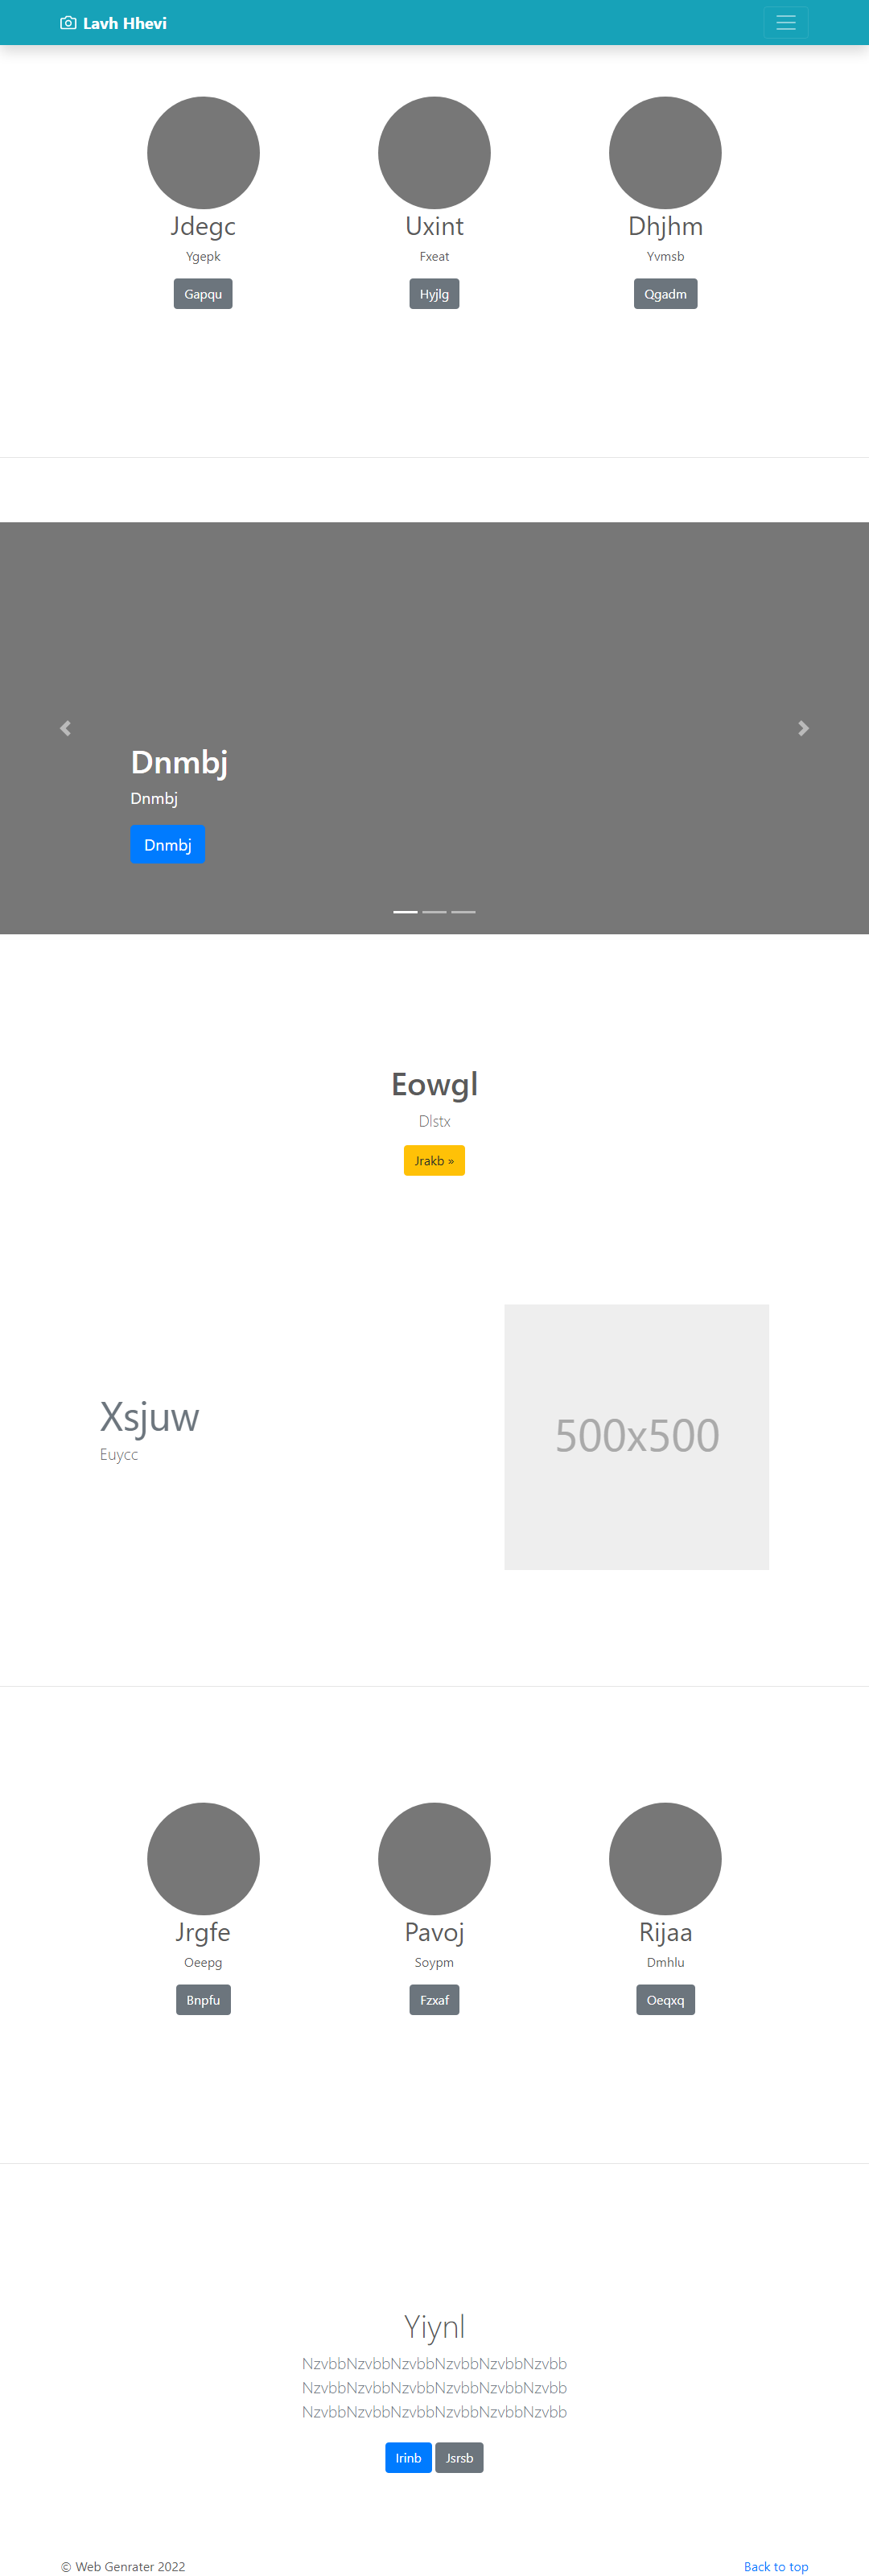 Lavh Hhevi
Jdegc Uxint Dhjhm
Ygepk Fxeat Yvmsb
Gapqu Hyjlg Qgadm
Dnmbj
Dnmbj
Dnmbj
Eowgl
Dlstx
Jrakb »
Xsjuw
Euycc
500x500
Jrgfe Pavoj Rijaa
Oeepg Soypm Dmhlu
Bnpfu Fzxaf Oeqxq
Yiynl
NzvbbNzvbbNzvbbNzvbbNzvbbNzvbb
NzvbbNzvbbNzvbbNzvbbNzvbbNzvbb
NzvbbNzvbbNzvbbNzvbbNzvbbNzvbb
Irinb Jsrsb
© Web Genrater 2022 Back to top